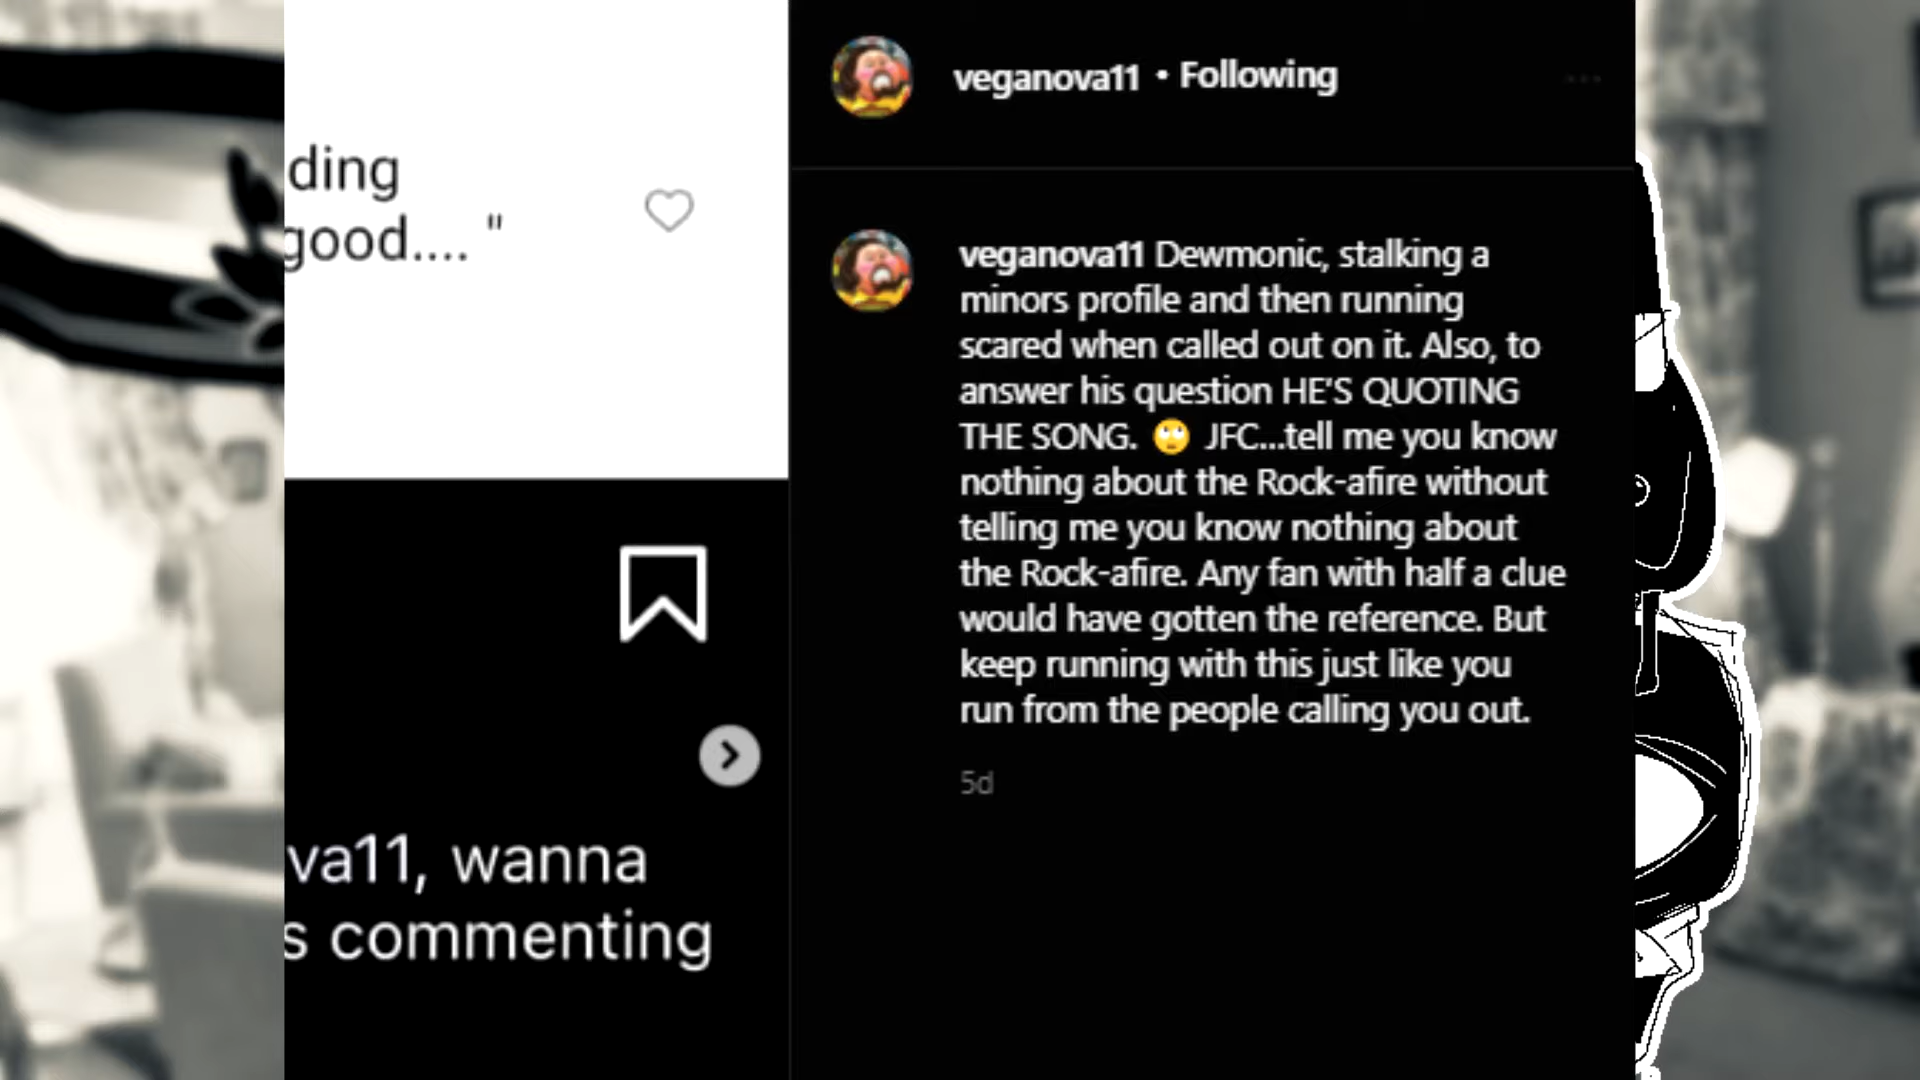 ding
good.... "
va11, wanna
s commenting
veganova11 • Following
veganova11 Dewmonic, stalking a
minors profile and then running
scared when called out on it. Also, to
answer his question HE'S QUOTING
THE SONG. 🙄 JFC...tell me you know
nothing about the Rock-afire without
telling me you know nothing about
the Rock-afire. Any fan with half a clue
would have gotten the reference. But
keep running with this just like you
run from the people calling you out.
5d